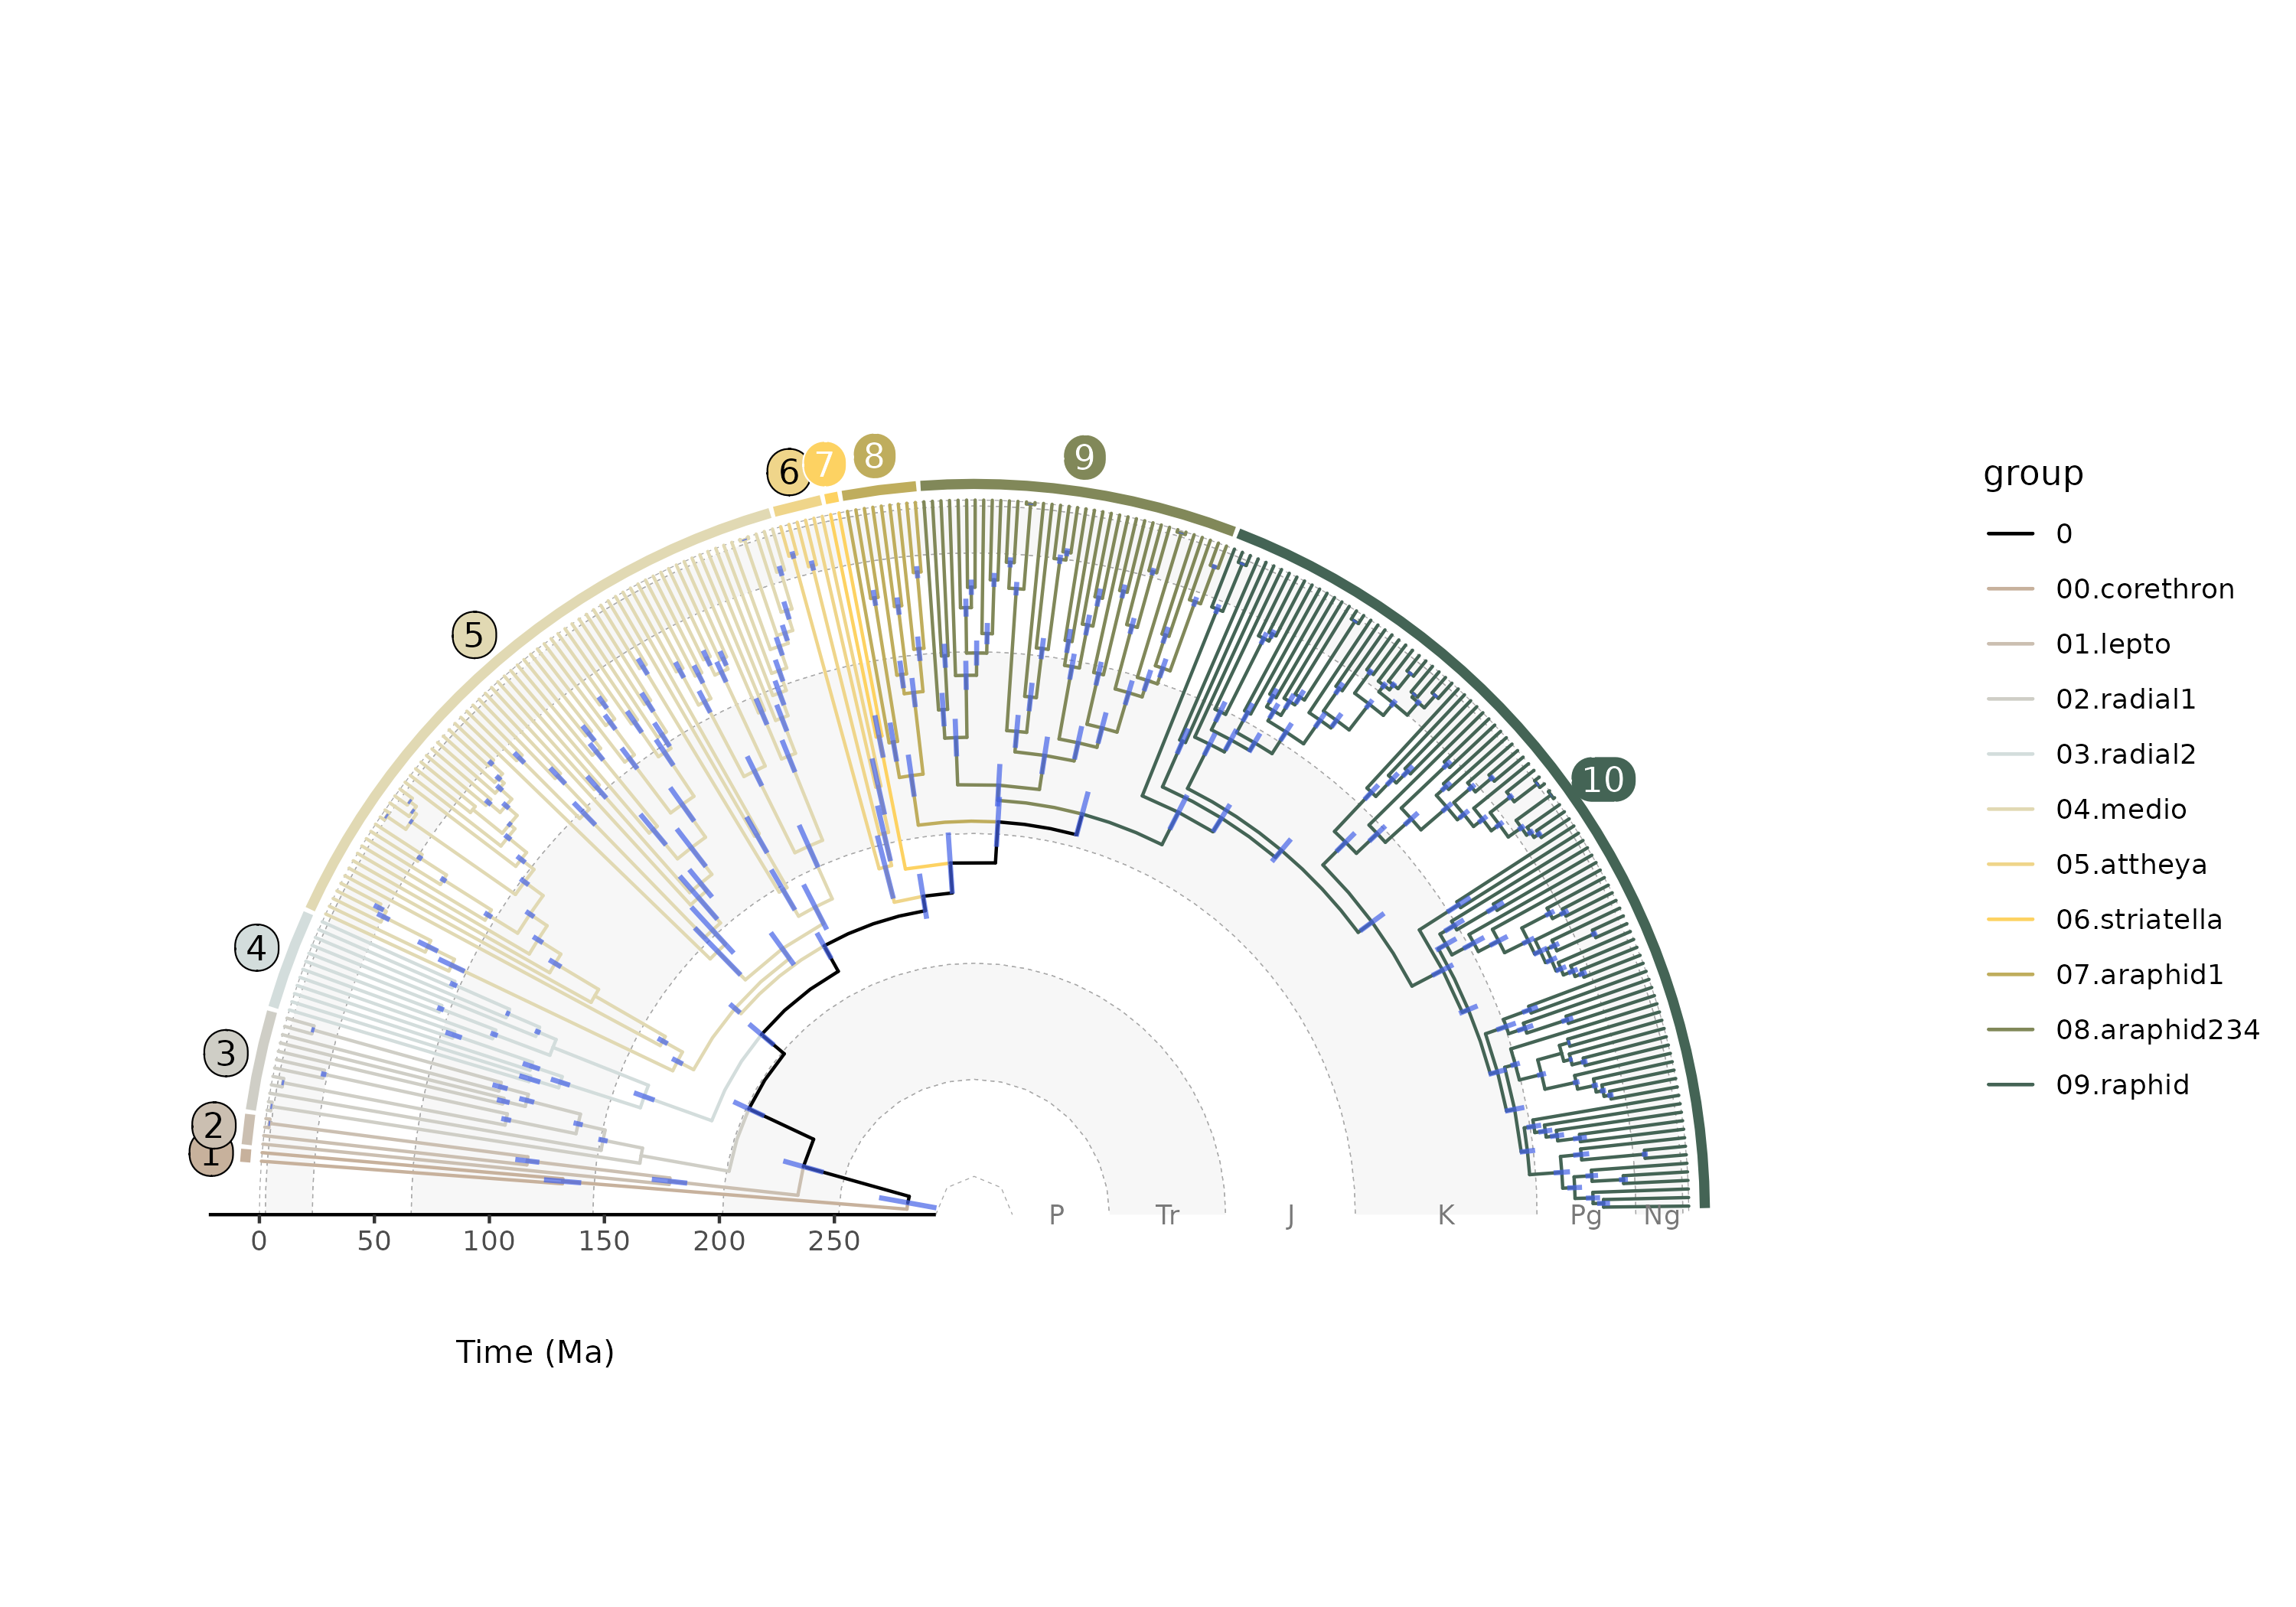 6
7
8
9
5
10
4
3
2
1
P
Tr
J
K
Pg
Ng
0
50
100
150
200
250
Time (Ma)
group
0
00.corethron
01.lepto
02.radial1
03.radial2
04.medio
05.attheya
06.striatella
07.araphid1
08.araphid234
09.raphid